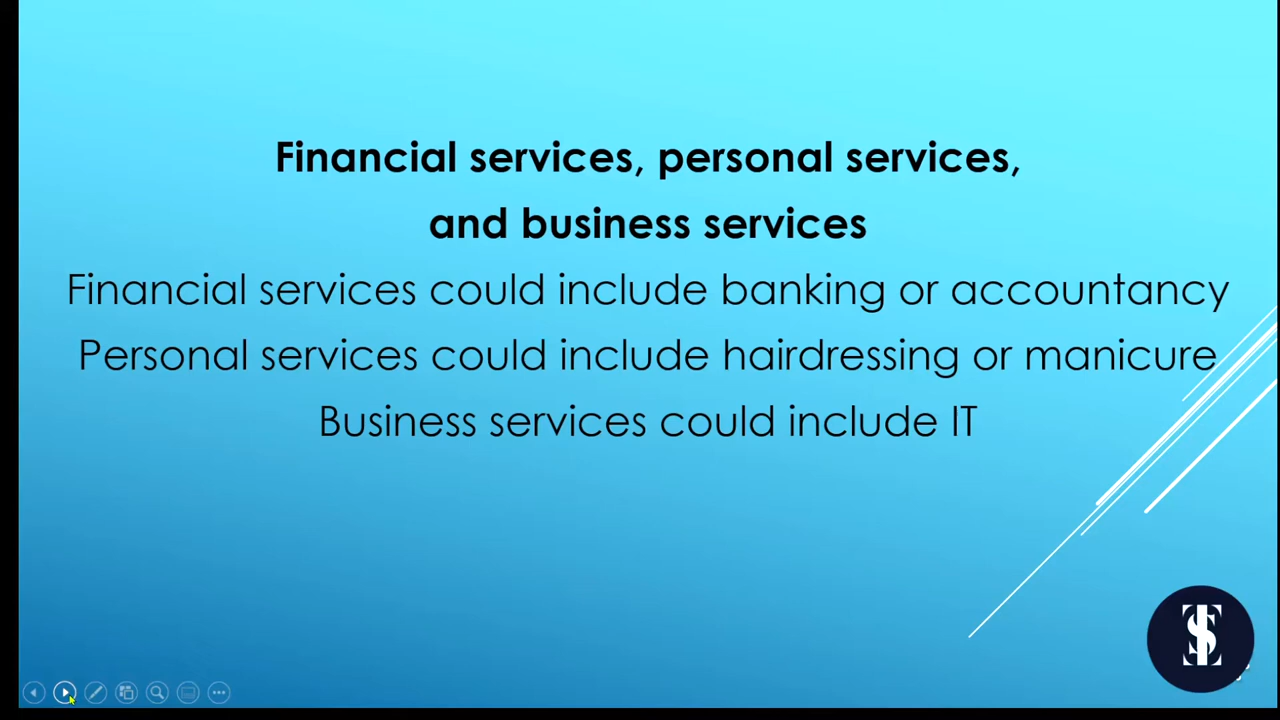 Financial services, personal services,
and business services
Financial services could include banking or accountancy
Personal services could include hairdressing or manicure
Business services could include IT